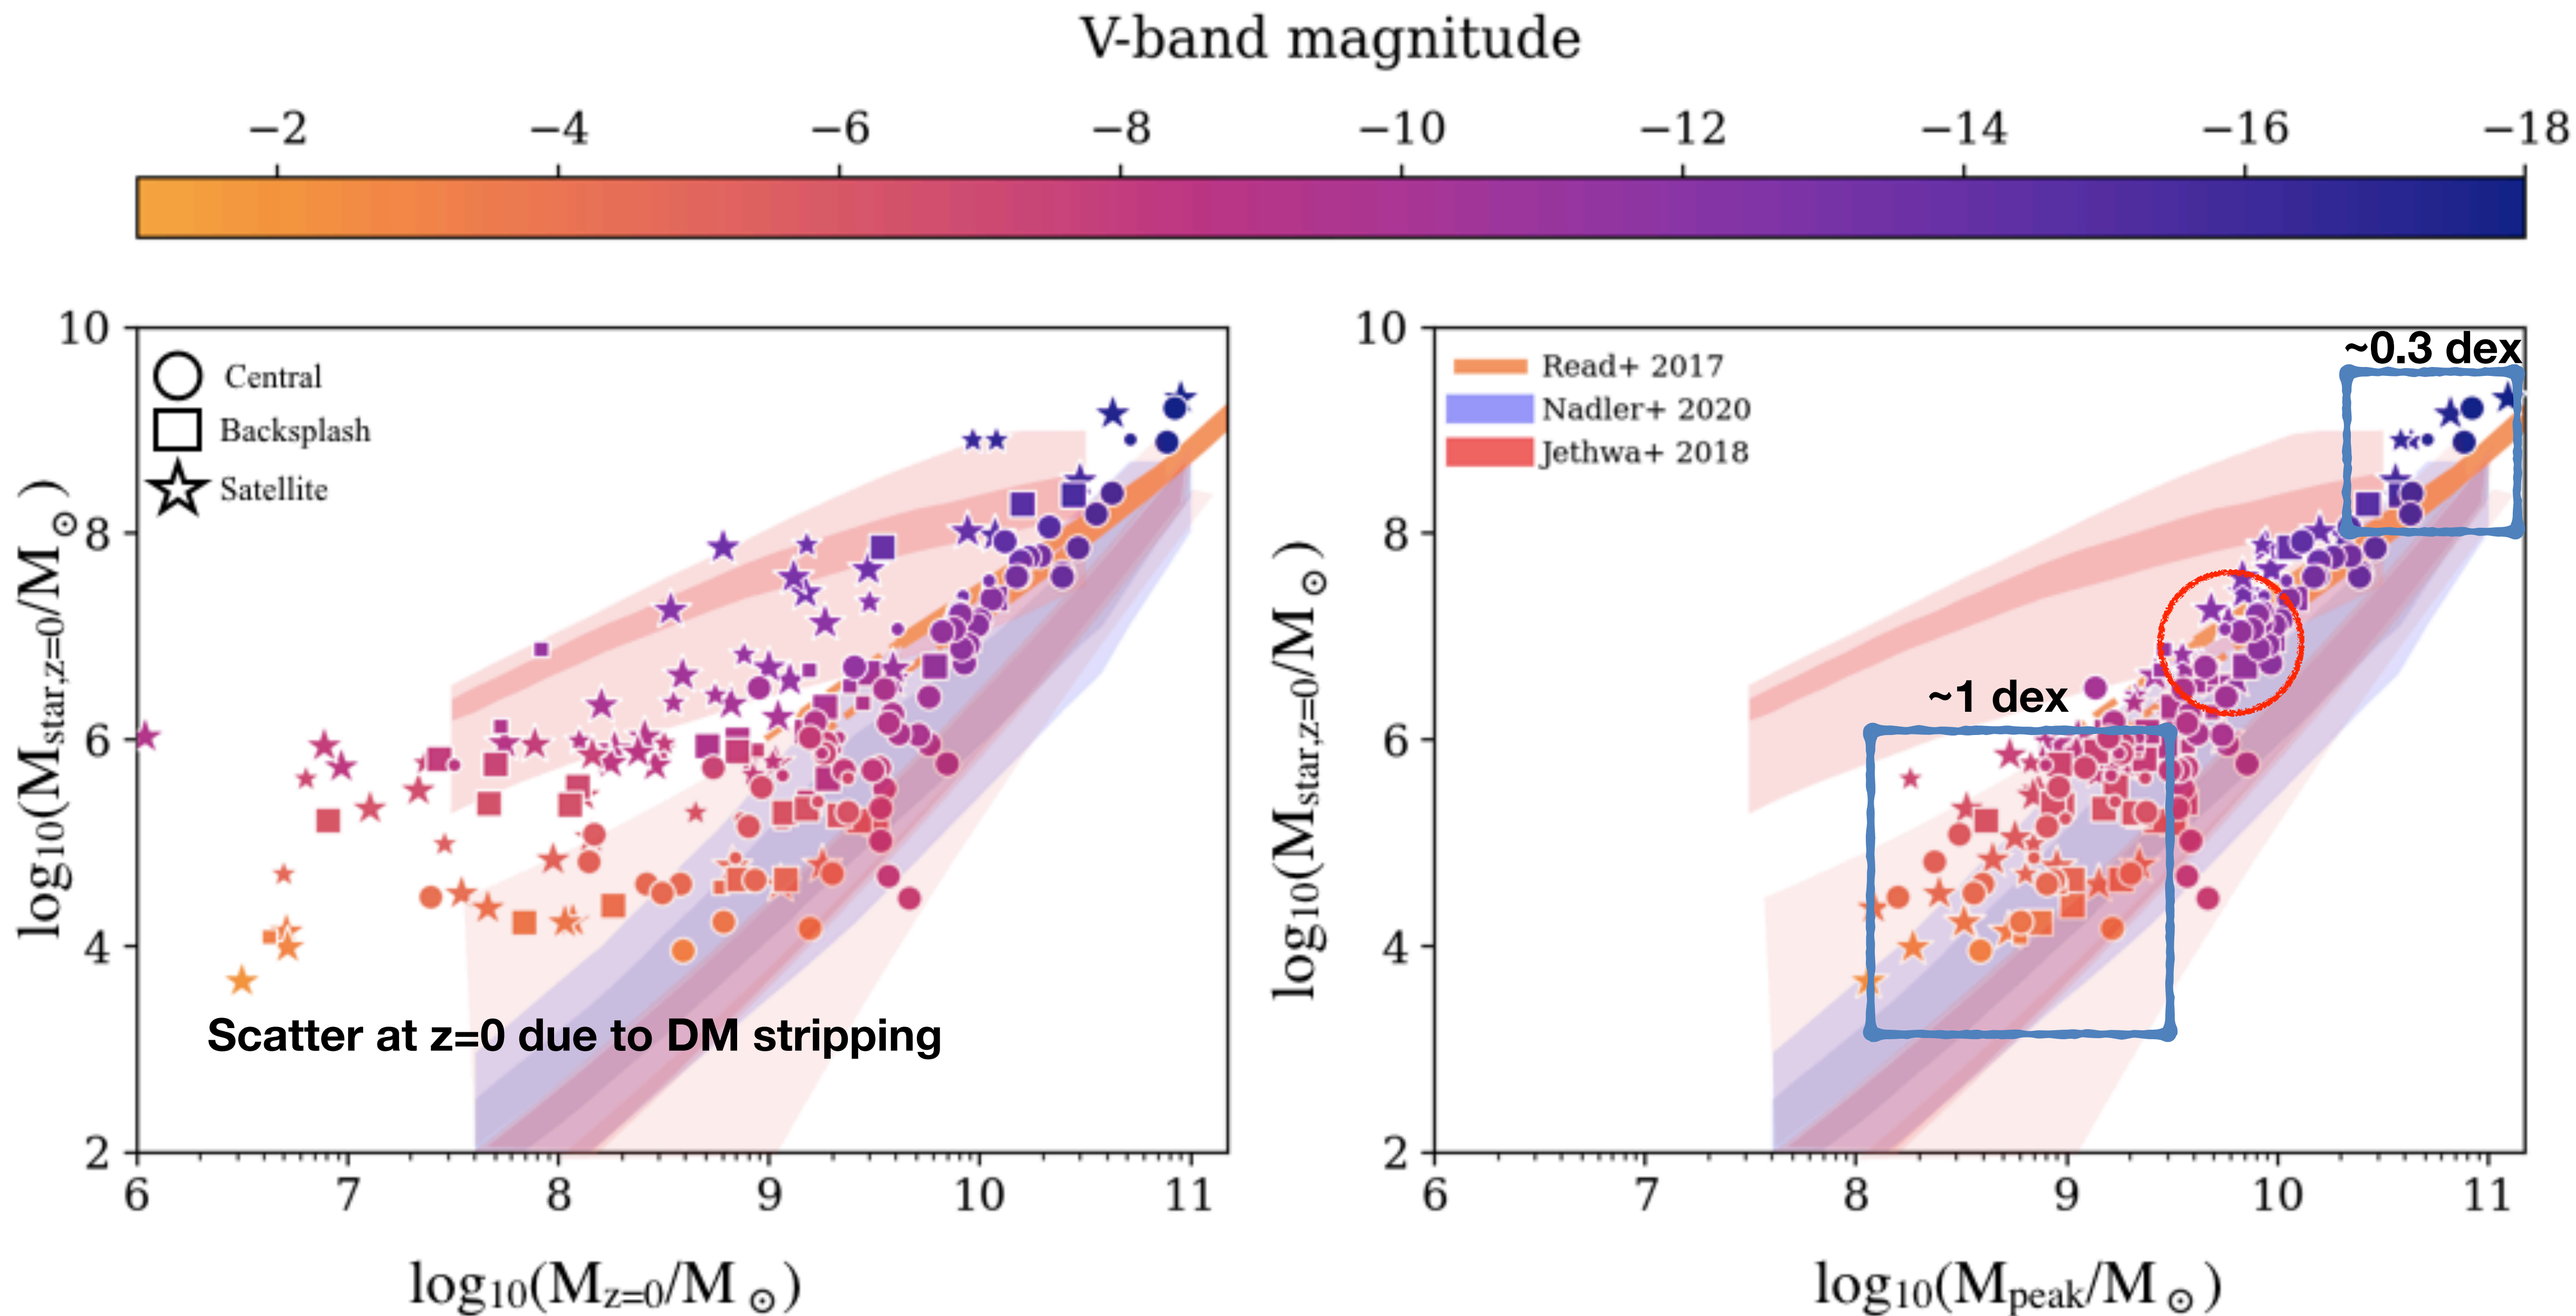 V-band magnitude
−2 −4 −6 −8 −10 −12 −14 −16 −18
10
8
6
4
2
log10(Mstar,z=0/M⊙)
Central
Backsplash
Satellite
Scatter at z=0 due to DM stripping
6 7 8 9 10 11
log10(Mz=0/M⊙)
10
8
6
4
2
log10(Mstar,z=0/M⊙)
Read+ 2017
Nadler+ 2020
Jethwa+ 2018
~0.3 dex
~1 dex
6 7 8 9 10 11
log10(Mpeak/M⊙)